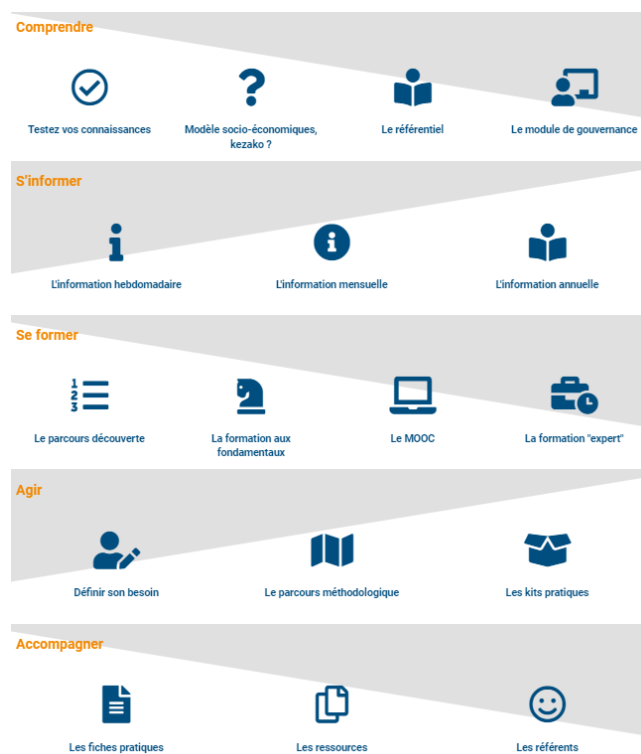 Comprendre
Testez vos connaissances
Modèle socio-économiques,
kezako ?
Le référentiel
Le module de gouvernance
S'informer
L'information hebdomadaire
L'information mensuelle
L'information annuelle
Se former
1
2
3
Le parcours découverte
La formation aux
fondamentaux
Le MOOC
La formation "expert"
Agir
Définir son besoin
Le parcours méthodologique
Les kits pratiques
Accompagner
Les fiches pratiques
Les ressources
Les référents